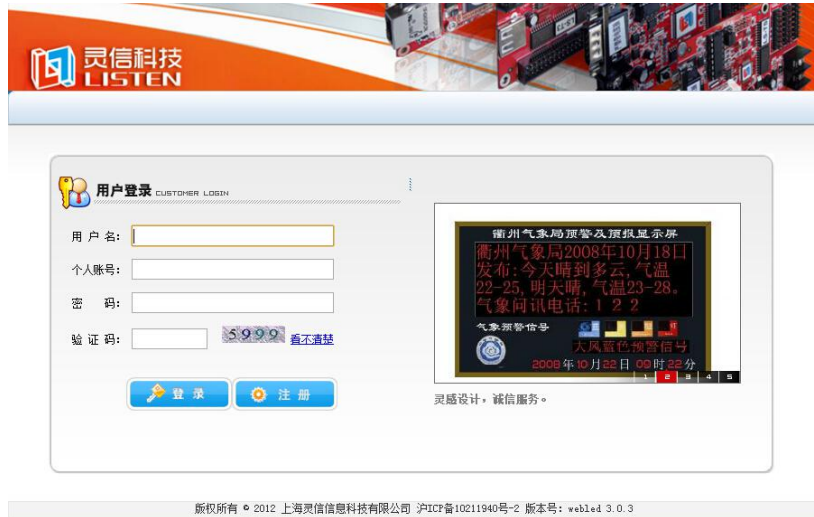 灵信科技
LISTEN
用户登录 CUSTOMER LOGIN
用 户 名:
个人账号:
密 码:
验 证 码:
5999
看不清楚
登 录
注 册
衢州气象局预警及预报显示屏
衢州气象局2008年10月18日
发布:今天晴到多云,气温
22-25,明天晴,气温23-28。
气象问讯电话:1 2 2
气象预警信号
大风蓝色预警信号
2008年10月22日 09时22分
1 2 3 4 5
灵感设计，诚信服务。
版权所有 © 2012 上海灵信信息科技有限公司 沪ICP备10211940号-2 版本号: webled 3.0.3